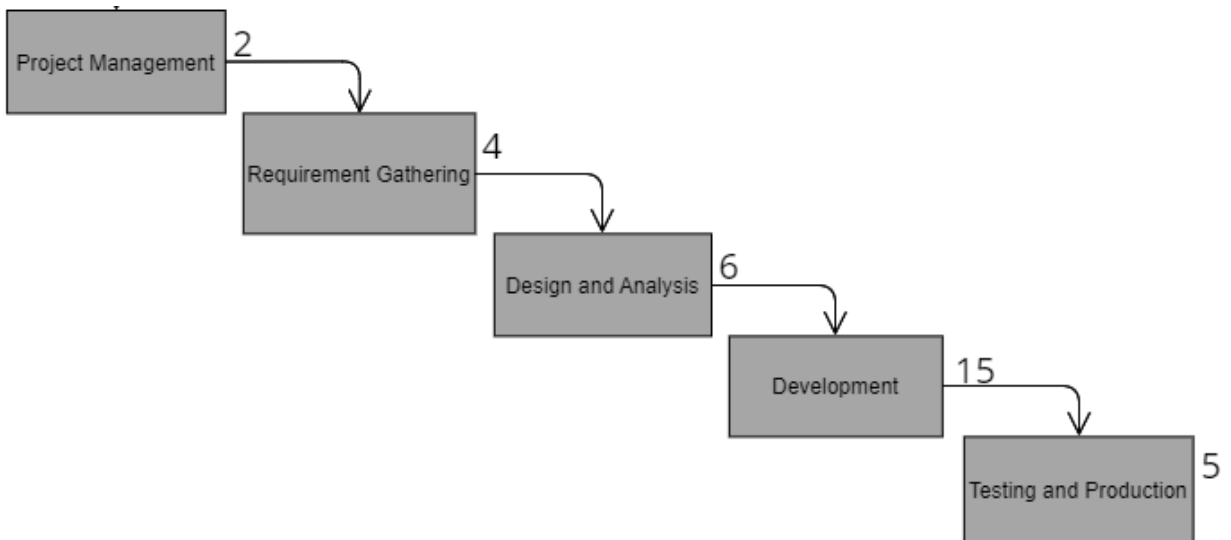 Project Management
2
Requirement Gathering
4
Design and Analysis
6
Development
15
Testing and Production
5